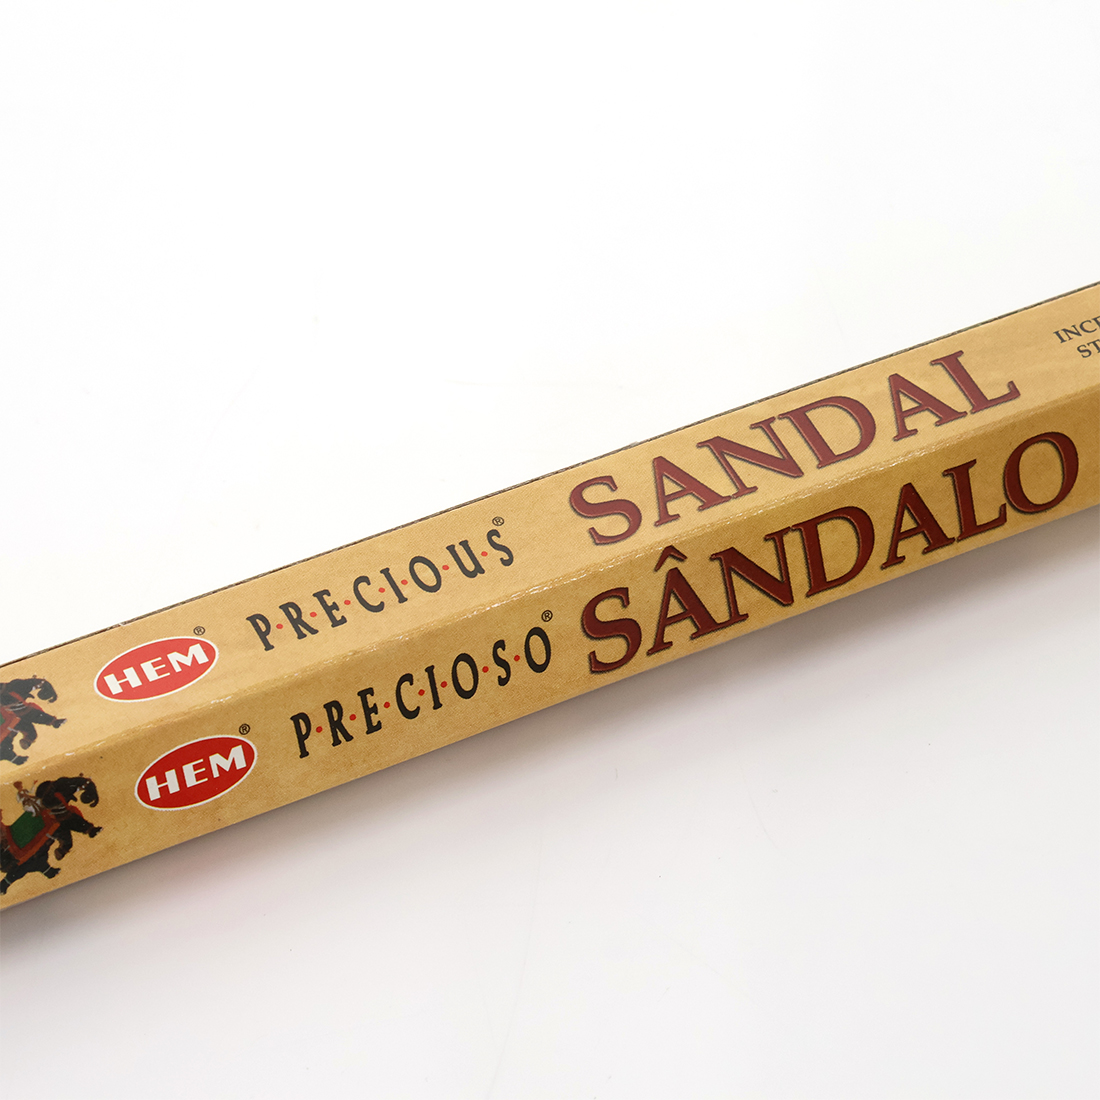 HEM® P·R·E·C·I·O·U·S® SANDAL
HEM® P·R·E·C·I·O·S·O® SÂNDALO